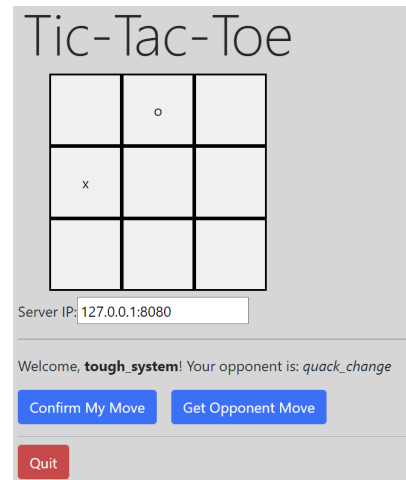 Tic-Tac-Toe
o
x
Server IP: 127.0.0.1:8080
Welcome, tough_system! Your opponent is: quack_change
Confirm My Move Get Opponent Move
Quit